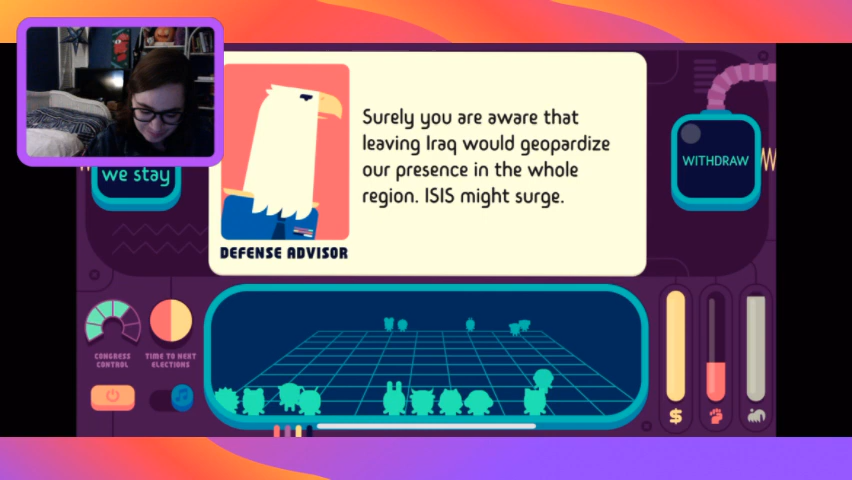 Surely you are aware that
leaving Iraq would geopardize
our presence in the whole
region. ISIS might surge.
DEFENSE ADVISOR
we stay
WITHDRAW
CONGRESS
CONTROL
TIME TO NEXT
ELECTIONS
$